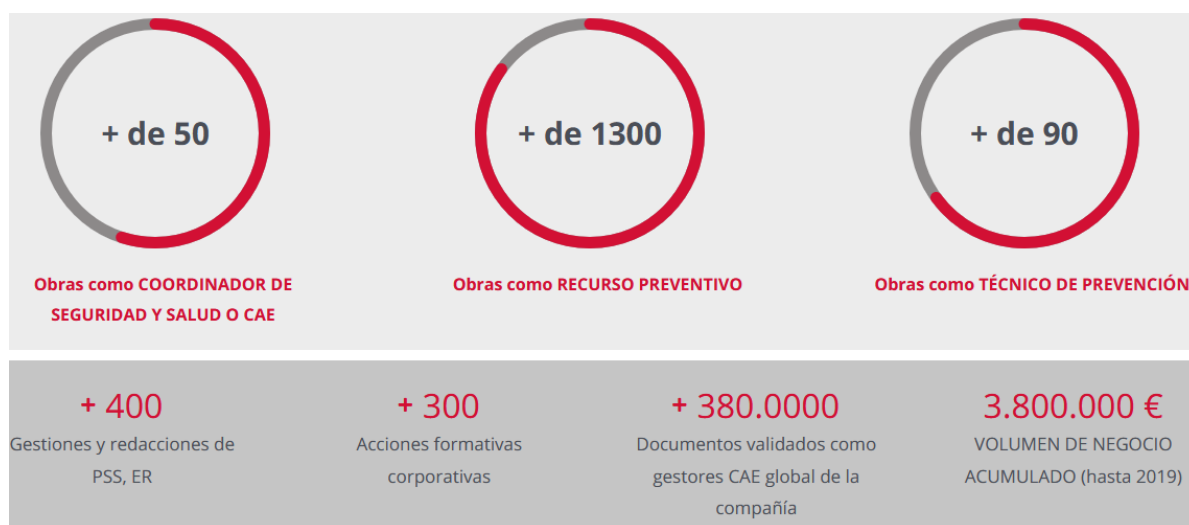 + de 50
+ de 1300
+ de 90
Obras como COORDINADOR DE
SEGURIDAD Y SALUD O CAE
Obras como RECURSO PREVENTIVO
Obras como TÉCNICO DE PREVENCIÓN
+ 400
Gestiones y redacciones de
PSS, ER
+ 300
Acciones formativas
corporativas
+ 380.0000
Documentos validados como
gestores CAE global de la
compañía
3.800.000 €
VOLUMEN DE NEGOCIO
ACUMULADO (hasta 2019)